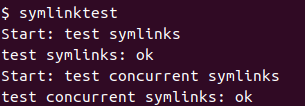 $ symlinktest
Start: test symlinks
test symlinks: ok
Start: test concurrent symlinks
test concurrent symlinks: ok